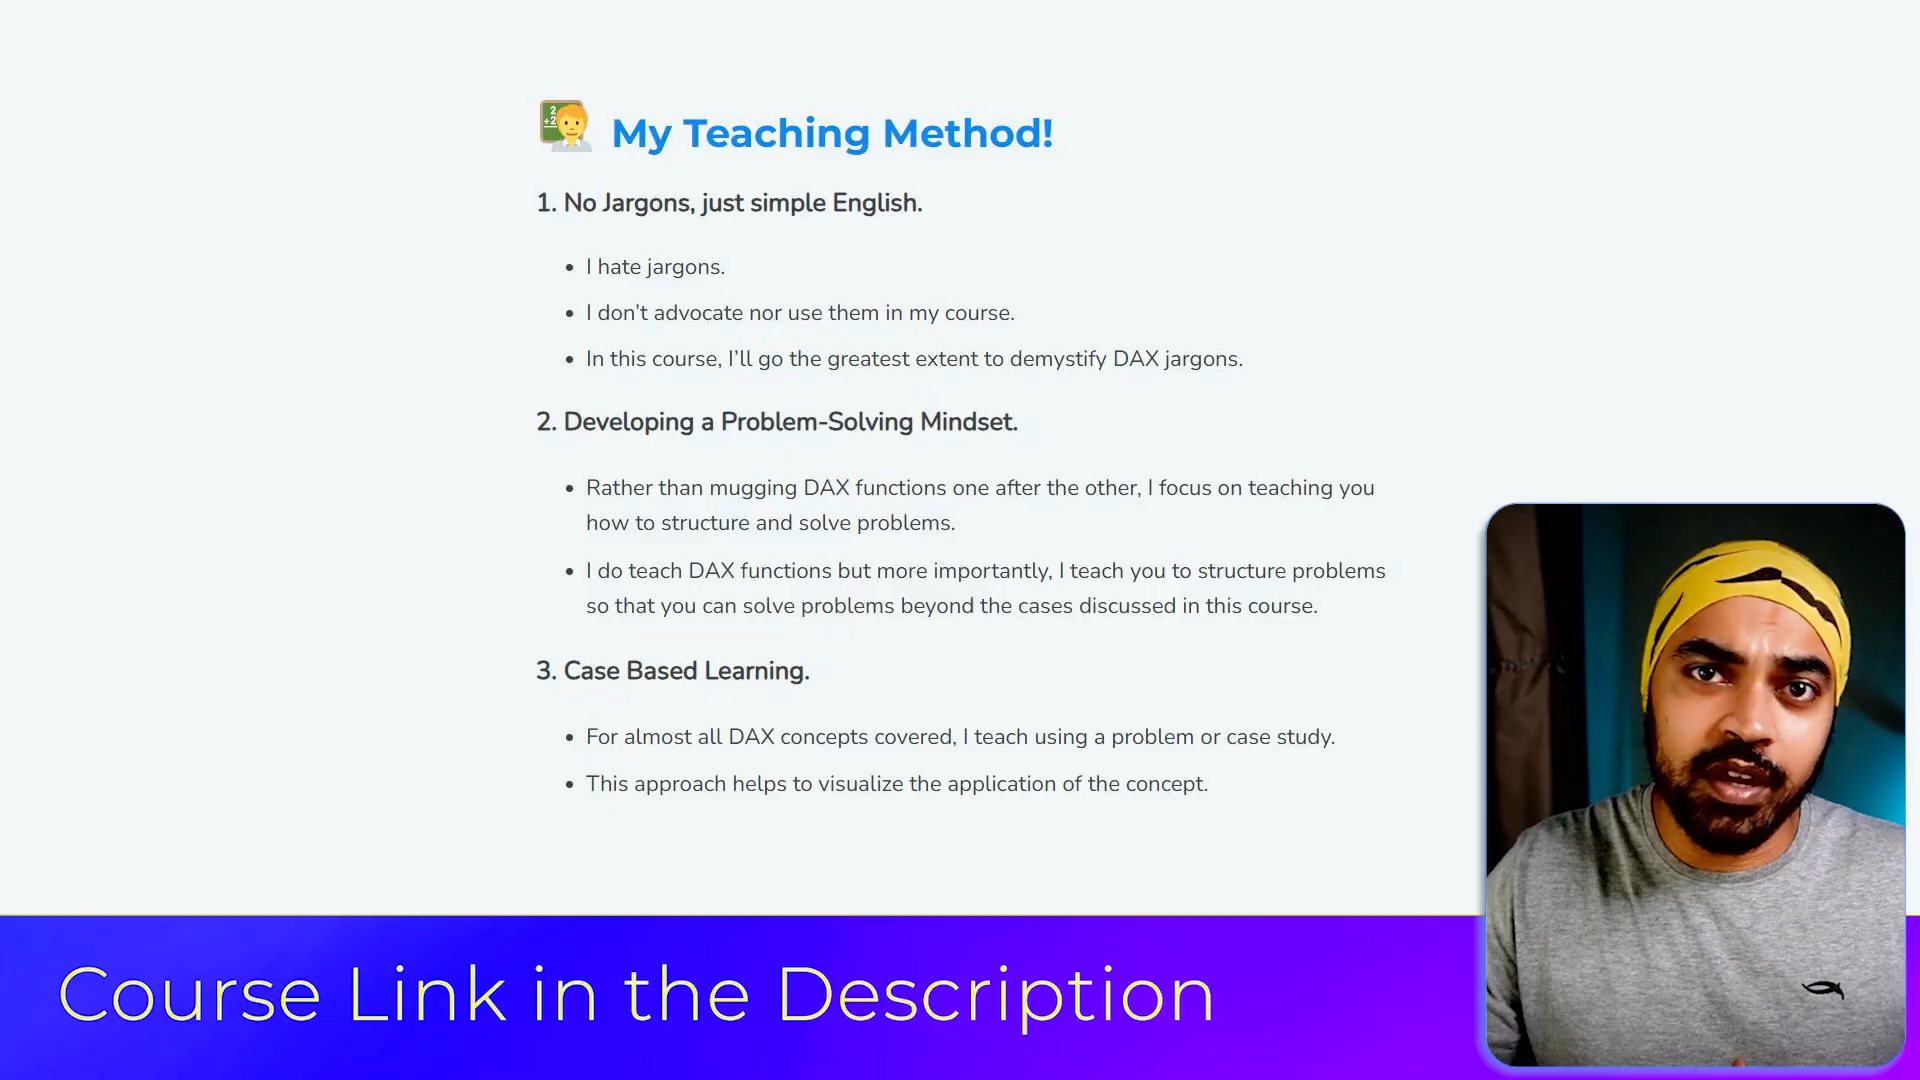 My Teaching Method!
1. No Jargons, just simple English.
• I hate jargons.
• I don’t advocate nor use them in my course.
• In this course, I’ll go the greatest extent to demystify DAX jargons.
2. Developing a Problem-Solving Mindset.
• Rather than mugging DAX functions one after the other, I focus on teaching you
how to structure and solve problems.
• I do teach DAX functions but more importantly, I teach you to structure problems
so that you can solve problems beyond the cases discussed in this course.
3. Case Based Learning.
• For almost all DAX concepts covered, I teach using a problem or case study.
• This approach helps to visualize the application of the concept.
Course Link in the Description